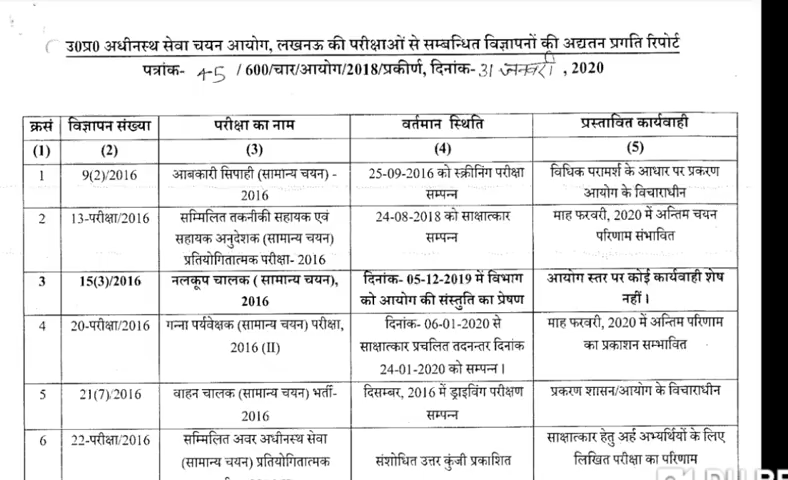 उ0प्र0 अधीनस्थ सेवा चयन आयोग, लखनऊ की परीक्षाओं से सम्बन्धित विज्ञापनों की अद्यतन प्रगति रिपोर्ट
पत्रांक- 45 /600/चार/आयोग/2018/प्रकीर्ण, दिनांक-31 जनवरी, 2020
क्रसं विज्ञापन संख्या परीक्षा का नाम वर्तमान स्थिति प्रस्तावित कार्यवाही
(1) (2) (3) (4) (5)
1 9(2)/2016 आबकारी सिपाही (सामान्य चयन) - 25-09-2016 को स्क्रीनिंग परीक्षा विधिक परामर्श के आधार पर प्रकरण
2016 सम्पन्न आयोग के विचाराधीन
2 13-परीक्षा/2016 सम्मिलित तकनीकी सहायक एवं 24-08-2018 को साक्षात्कार माह फरवरी, 2020 में अन्तिम चयन
सहायक अनुदेशक (सामान्य चयन) सम्पन्न परिणाम संभावित
प्रतियोगितात्मक परीक्षा- 2016
3 15(3)/2016 नलकूप चालक ( सामान्य चयन), दिनांक- 05-12-2019 में विभाग आयोग स्तर पर कोई कार्यवाही शेष
2016 को आयोग की संस्तुति का प्रेषण नहीं।
4 20-परीक्षा/2016 गन्ना पर्यवेक्षक (सामान्य चयन) परीक्षा, दिनांक- 06-01-2020 से माह फरवरी, 2020 में अन्तिम परिणाम
2016 (II) साक्षात्कार प्रचलित तदनन्तर दिनांक का प्रकाशन सम्भावित
24-01-2020 को सम्पन्न।
5 21(7)/2016 वाहन चालक (सामान्य चयन) भर्ती- दिसम्बर, 2016 में ड्राइविंग परीक्षण प्रकरण शासन/आयोग के विचाराधीन
2016 सम्पन्न
6 22-परीक्षा/2016 सम्मिलित अवर अधीनस्थ सेवा साक्षात्कार हेतु अर्ह अभ्यर्थियों के लिए
(सामान्य चयन) प्रतियोगितात्मक संशोधित उत्तर कुंजी प्रकाशित लिखित परीक्षा का परिणाम